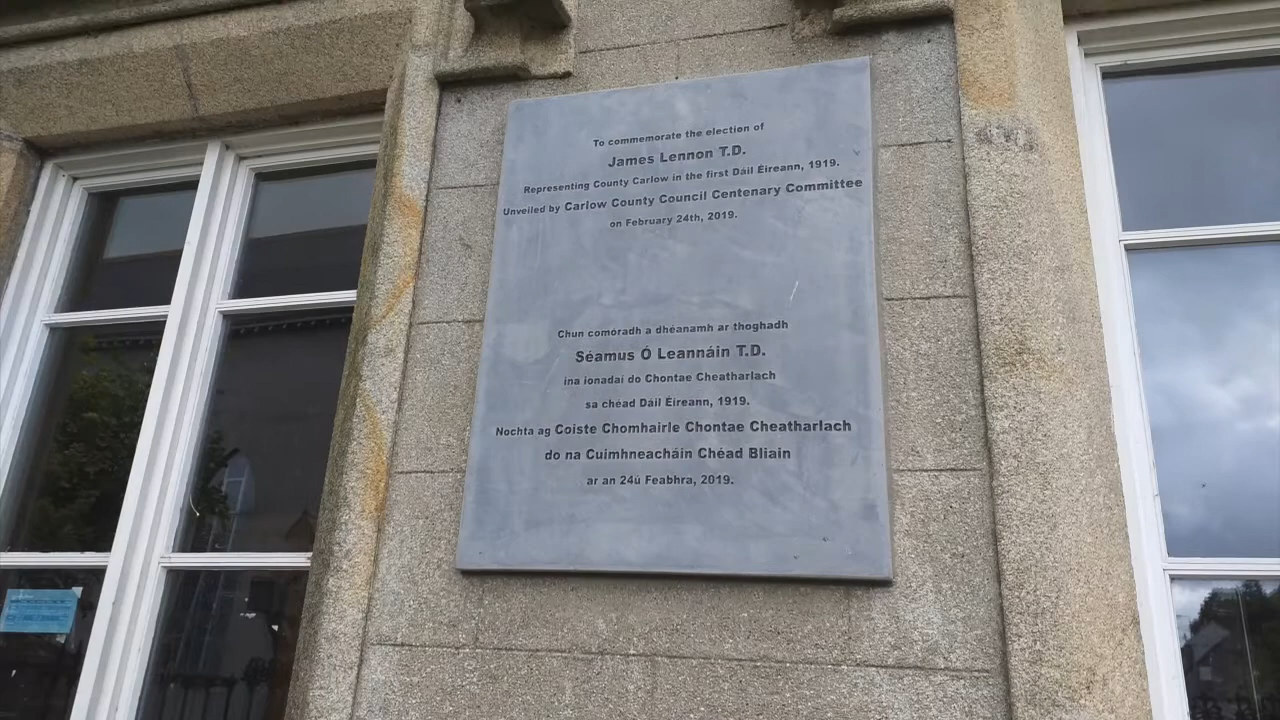 To commemorate the election of
James Lennon T.D.
Representing County Carlow in the first Dáil Éireann, 1919.
Unveiled by Carlow County Council Centenary Committee
on February 24th, 2019.
Chun comóradh a dhéanamh ar thoghadh
Séamus Ó Leannáin T.D.
ina ionadaí do Chontae Cheatharlach
sa chéad Dáil Éireann, 1919.
Nochta ag Coiste Chomhairle Chontae Cheatharlach
do na Cuimhneacháin Chéad Bliain
ar an 24ú Feabhra, 2019.